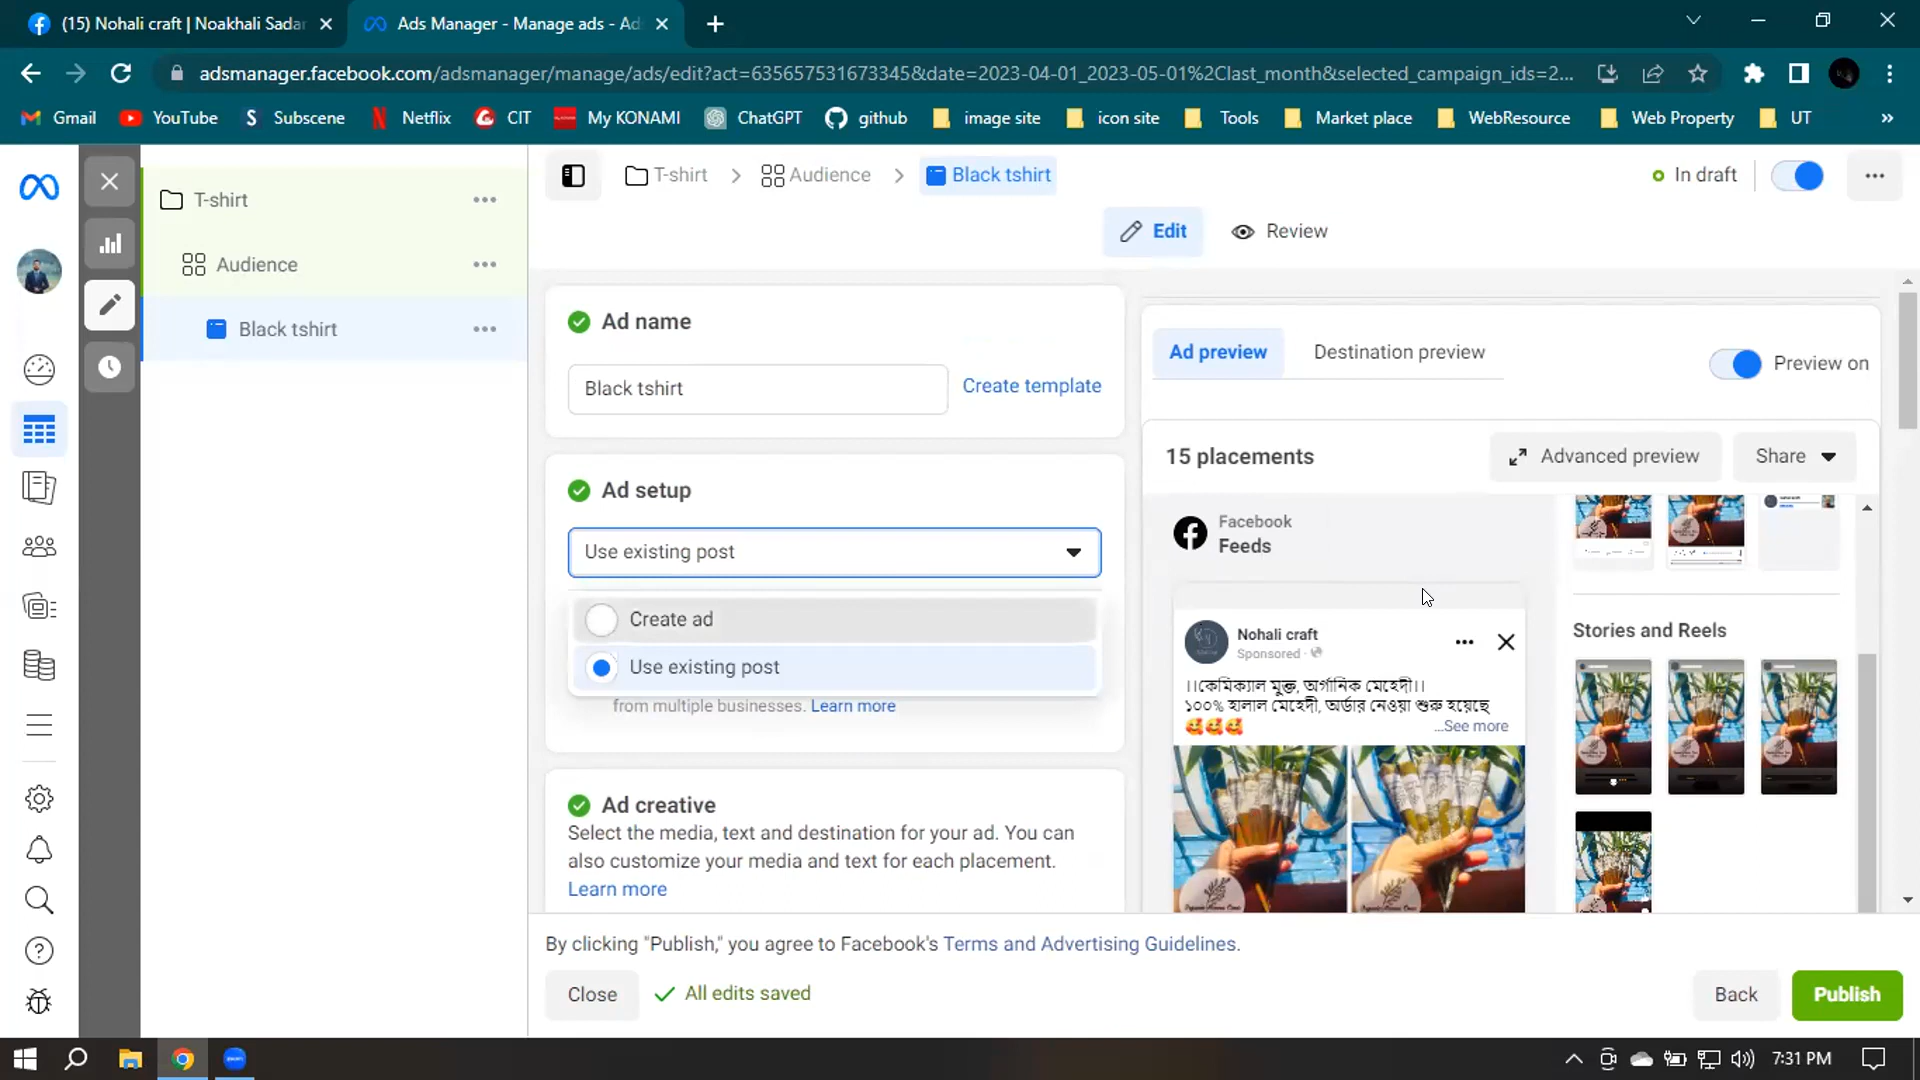 (15) Nohali craft | Noakhali Sadar
Ads Manager - Manage ads - Ad
adsmanager.facebook.com/adsmanager/manage/ads/edit?act=635657531673345&date=2023-04-01_2023-05-01%2Clast_month&selected_campaign_ids=2...
Gmail
YouTube
Subscene
Netflix
CIT
My KONAMI
ChatGPT
github
image site
icon site
Tools
Market place
WebResource
Web Property
UT
T-shirt
Audience
Black tshirt
T-shirt
Audience
Black tshirt
In draft
Edit
Review
Ad name
Black tshirt
Create template
Ad setup
Use existing post
Create ad
Use existing post
from multiple businesses. Learn more
Ad creative
Select the media, text and destination for your ad. You can
also customize your media and text for each placement.
Learn more
Ad preview
Destination preview
Preview on
15 placements
Advanced preview
Share
Facebook
Feeds
Nohali craft
Sponsored ·
।।কেমিক্যাল মুক্ত, অর্গানিক মেহেদী।।
১০০% হালাল মেহেদী, অর্ডার নেওয়া শুরু হয়েছে
🥰🥰🥰
...See more
Stories and Reels
By clicking "Publish," you agree to Facebook's Terms and Advertising Guidelines.
Close
All edits saved
Back
Publish
7:31 PM